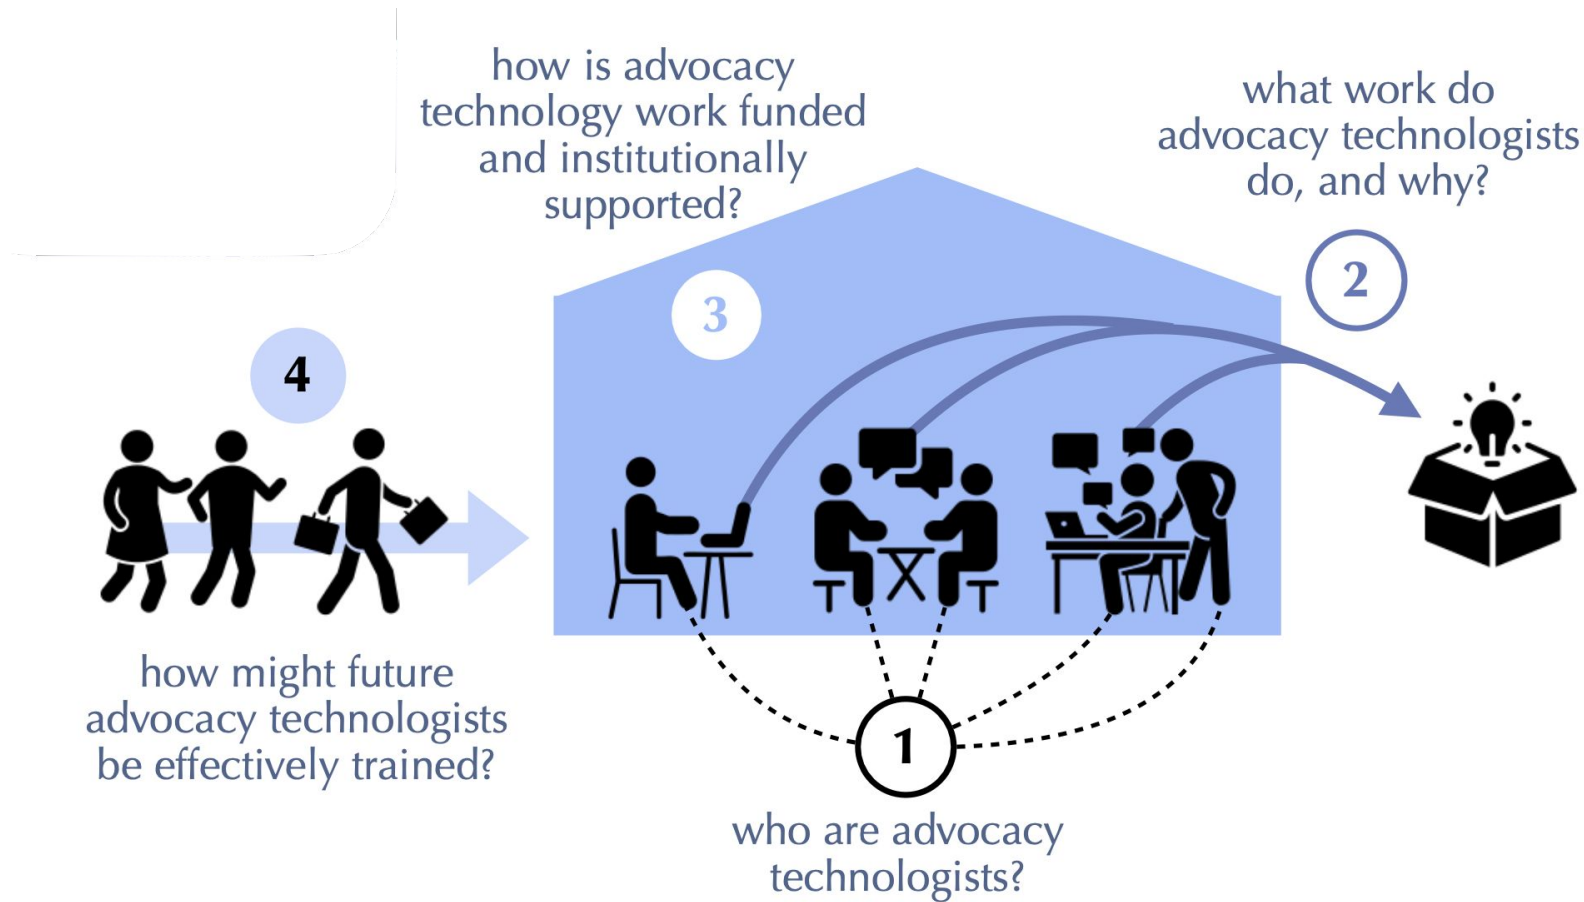 how is advocacy
technology work funded
and institutionally
supported?
what work do
advocacy technologists
do, and why?
2
3
4
how might future
advocacy technologists
be effectively trained?
1
who are advocacy
technologists?